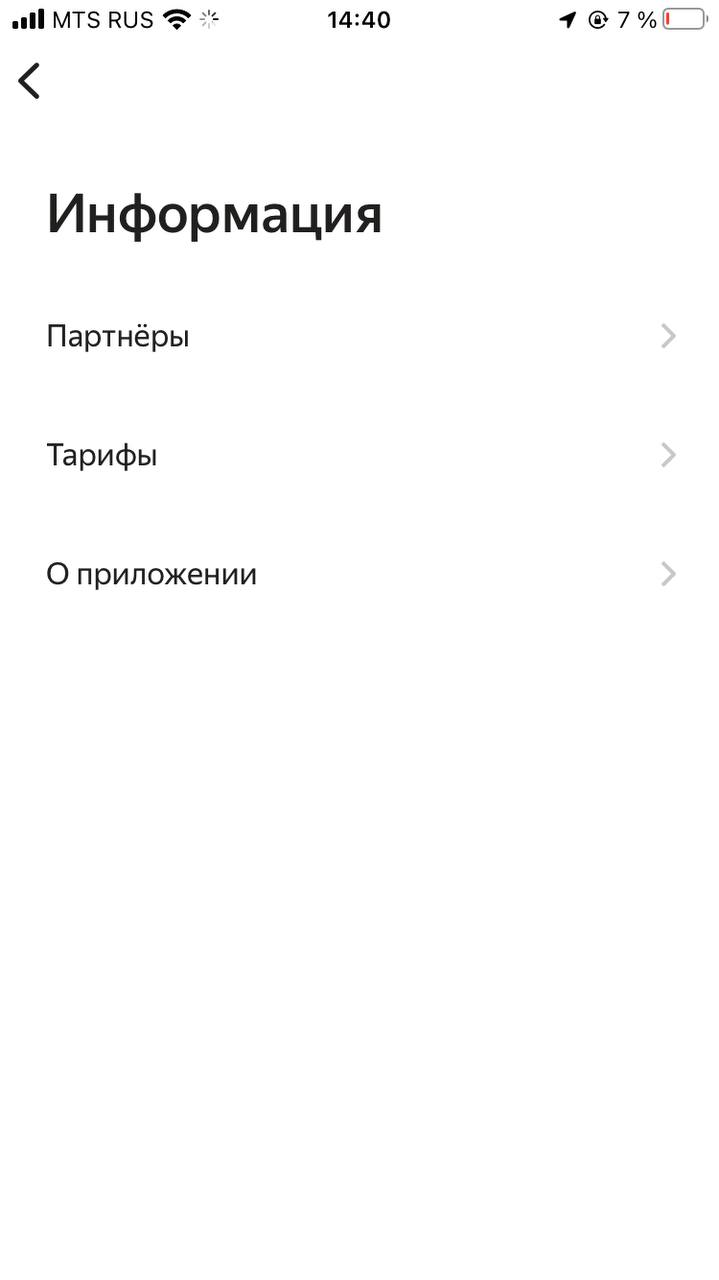 MTS RUS 14:40 7 %
Информация
Партнёры
Тарифы
О приложении